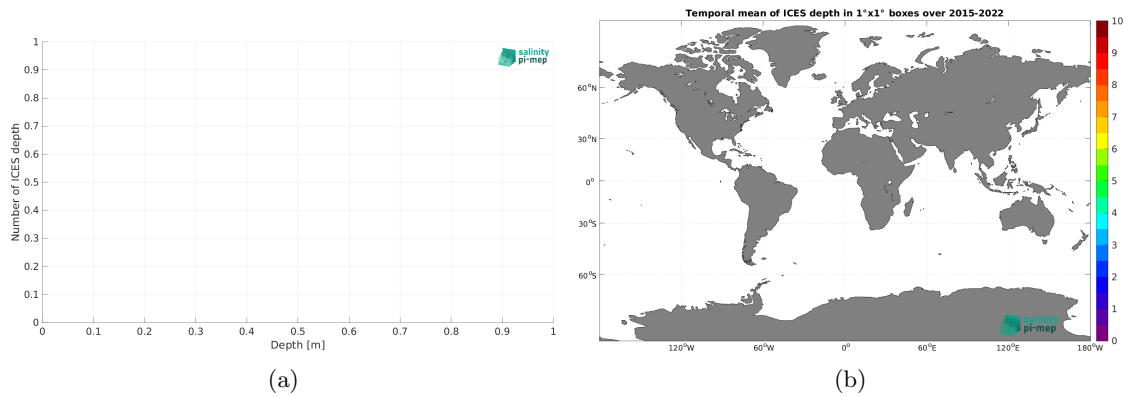 Temporal mean of ICES depth in 1°x1° boxes over 2015-2022
1
0.9
0.8
0.7
0.6
0.5
0.4
0.3
0.2
0.1
0
Number of ICES depth
0 0.1 0.2 0.3 0.4 0.5 0.6 0.7 0.8 0.9 1
Depth [m]
salinity
pi-mep
(a)
60°N
30°N
0°
30°S
60°S
120°W 60°W 0° 60°E 120°E 180°W
salinity
pi-mep
10
9
8
7
6
5
4
3
2
1
0
(b)